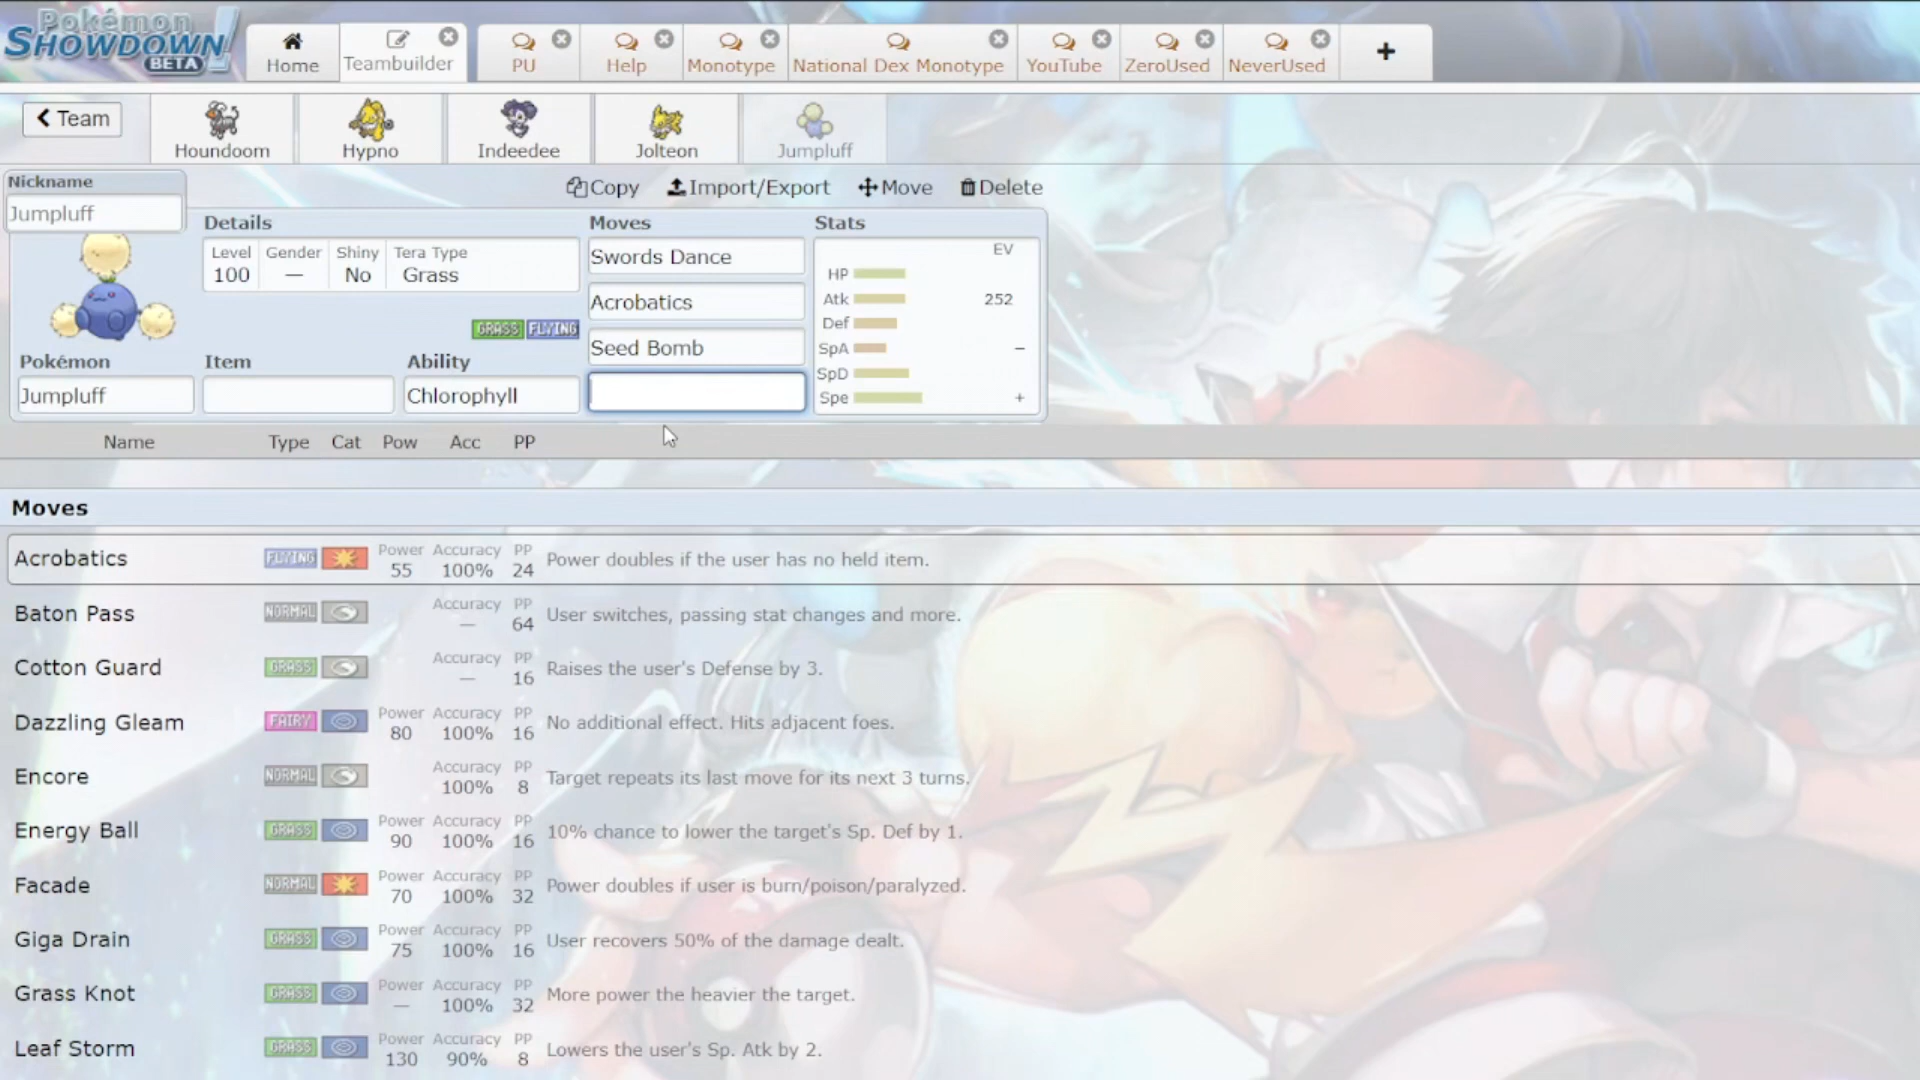 Pokémon
SHOWDOWN!
BETA
Home
Teambuilder
PU
Help
Monotype
National Dex Monotype
YouTube
ZeroUsed
NeverUsed
+
Team
Houndoom
Hypno
Indeedee
Jolteon
Jumpluff
Nickname
Jumpluff
Copy
Import/Export
Move
Delete
Details
Moves
Stats
Level
Gender
Shiny
Tera Type
100
—
No
Grass
GRASS
FLYING
Pokémon
Jumpluff
Item
Ability
Chlorophyll
Swords Dance
Acrobatics
Seed Bomb
EV
HP
Atk 252
Def
SpA −
SpD
Spe +
Name Type Cat Pow Acc PP
Moves
Acrobatics FLYING Power 55 Accuracy 100% PP 24 Power doubles if the user has no held item.
Baton Pass NORMAL Accuracy — PP 64 User switches, passing stat changes and more.
Cotton Guard GRASS Accuracy — PP 16 Raises the user's Defense by 3.
Dazzling Gleam FAIRY Power 80 Accuracy 100% PP 16 No additional effect. Hits adjacent foes.
Encore NORMAL Accuracy 100% PP 8 Target repeats its last move for its next 3 turns.
Energy Ball GRASS Power 90 Accuracy 100% PP 16 10% chance to lower the target's Sp. Def by 1.
Facade NORMAL Power 70 Accuracy 100% PP 32 Power doubles if user is burn/poison/paralyzed.
Giga Drain GRASS Power 75 Accuracy 100% PP 16 User recovers 50% of the damage dealt.
Grass Knot GRASS Power — Accuracy 100% PP 32 More power the heavier the target.
Leaf Storm GRASS Power 130 Accuracy 90% PP 8 Lowers the user's Sp. Atk by 2.